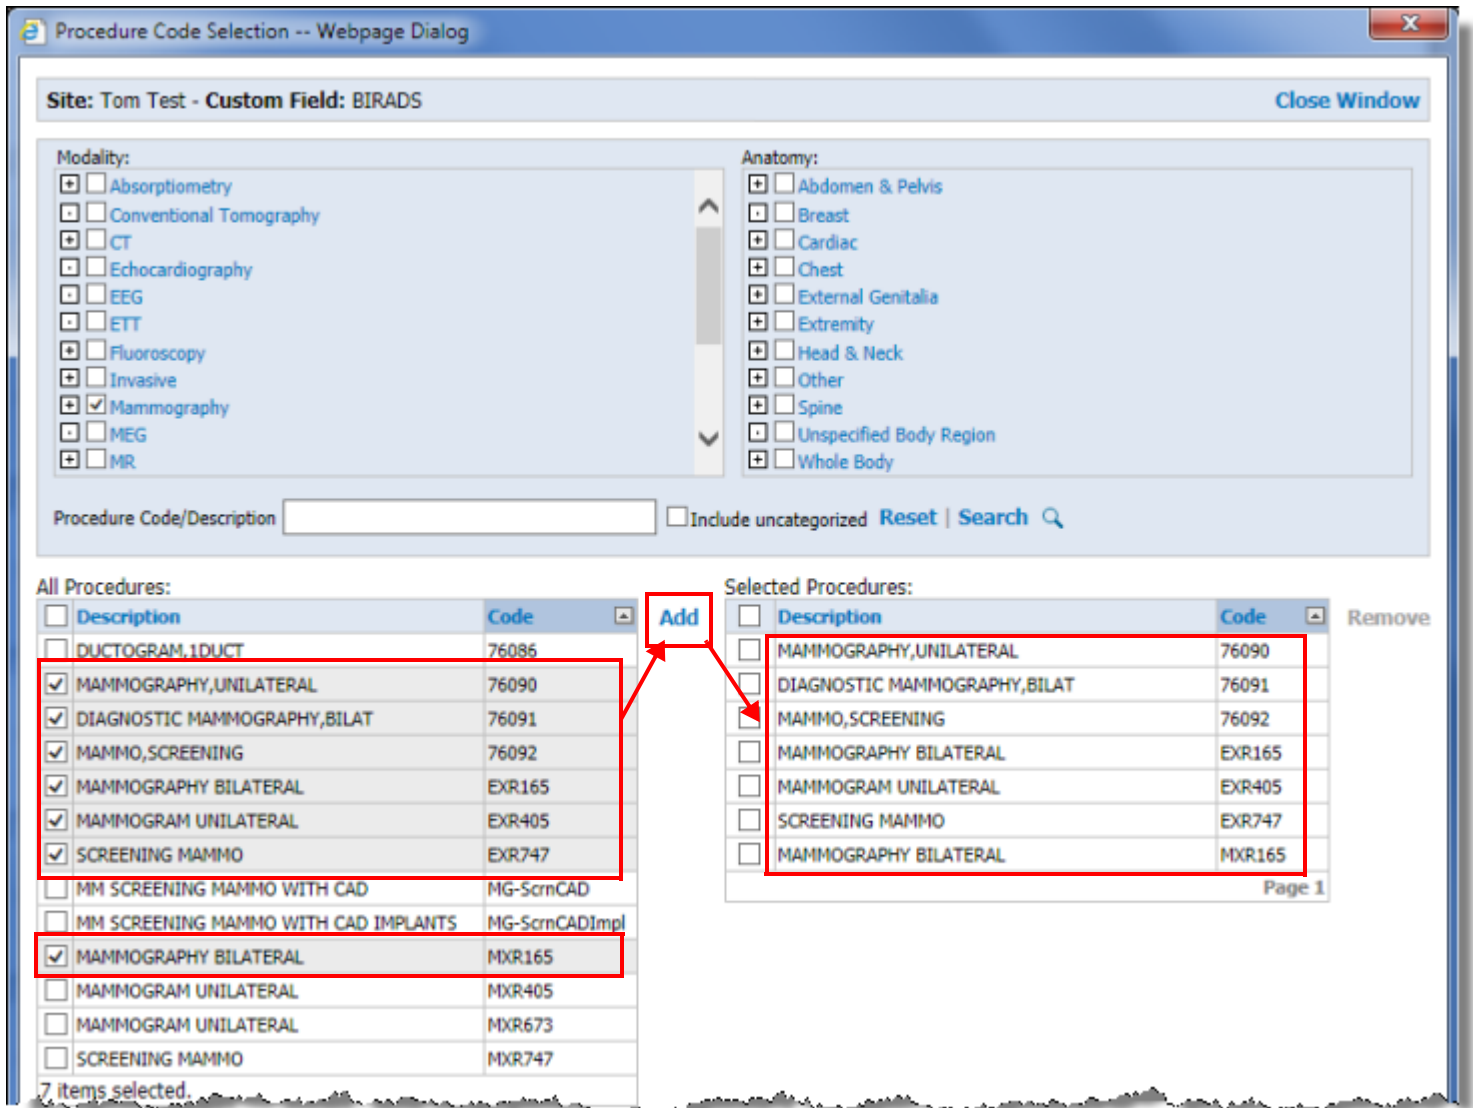 Procedure Code Selection -- Webpage Dialog
X
Site: Tom Test - Custom Field: BIRADS
Close Window
Modality:
Absorptiometry
Conventional Tomography
CT
Echocardiography
EEG
ETT
Fluoroscopy
Invasive
Mammography
MEG
MR
Anatomy:
Abdomen & Pelvis
Breast
Cardiac
Chest
External Genitalia
Extremity
Head & Neck
Other
Spine
Unspecified Body Region
Whole Body
Procedure Code/Description
Include uncategorized Reset | Search
All Procedures:
Description Code
DUCTOGRAM,1DUCT 76086
MAMMOGRAPHY,UNILATERAL 76090
DIAGNOSTIC MAMMOGRAPHY,BILAT 76091
MAMMO,SCREENING 76092
MAMMOGRAPHY BILATERAL EXR165
MAMMOGRAM UNILATERAL EXR405
SCREENING MAMMO EXR747
MM SCREENING MAMMO WITH CAD MG-ScrnCAD
MM SCREENING MAMMO WITH CAD IMPLANTS MG-ScrnCADImpl
MAMMOGRAPHY BILATERAL MXR165
MAMMOGRAM UNILATERAL MXR405
MAMMOGRAM UNILATERAL MXR673
SCREENING MAMMO MXR747
7 items selected.
Add
Selected Procedures:
Description Code
MAMMOGRAPHY,UNILATERAL 76090
DIAGNOSTIC MAMMOGRAPHY,BILAT 76091
MAMMO,SCREENING 76092
MAMMOGRAPHY BILATERAL EXR165
MAMMOGRAM UNILATERAL EXR405
SCREENING MAMMO EXR747
MAMMOGRAPHY BILATERAL MXR165
Page 1
Remove